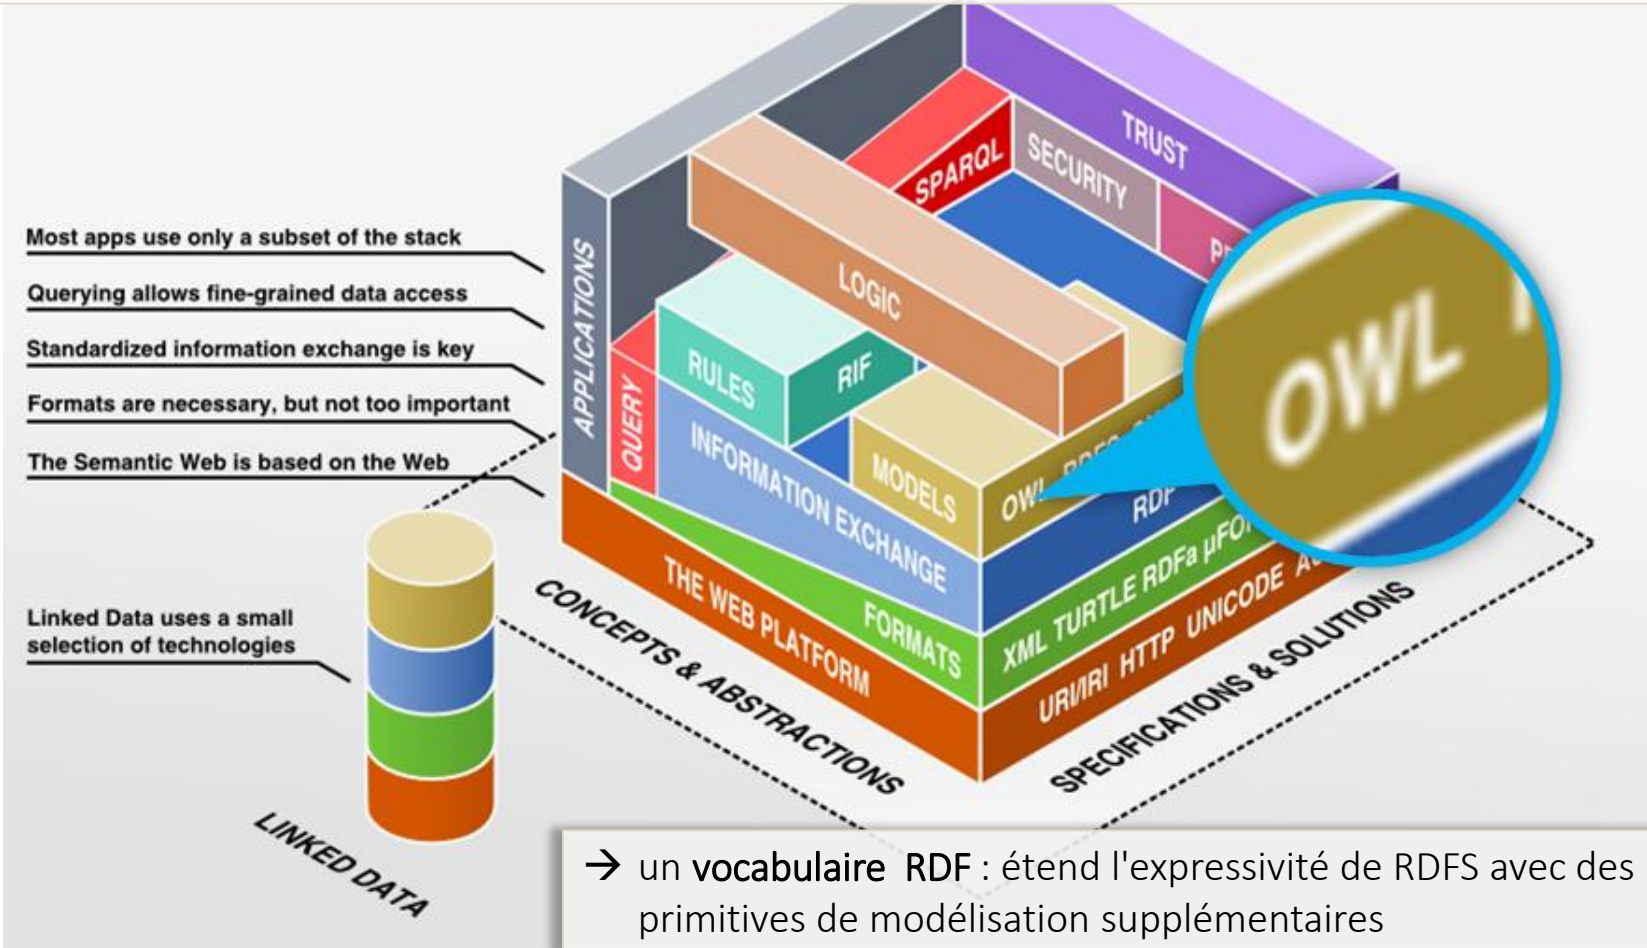 Most apps use only a subset of the stack
Querying allows fine-grained data access
Standardized information exchange is key
Formats are necessary, but not too important
The Semantic Web is based on the Web
Linked Data uses a small
selection of technologies
LINKED DATA
APPLICATIONS
QUERY
RULES
RIF
LOGIC
SPARQL
SECURITY
TRUST
INFORMATION EXCHANGE
MODELS
OWL
OWL
RDF
FORMATS
XML TURTLE RDFa
THE WEB PLATFORM
URI/IRI HTTP UNICODE
CONCEPTS & ABSTRACTIONS
SPECIFICATIONS & SOLUTIONS
→ un vocabulaire RDF : étend l'expressivité de RDFS avec des
primitives de modélisation supplémentaires